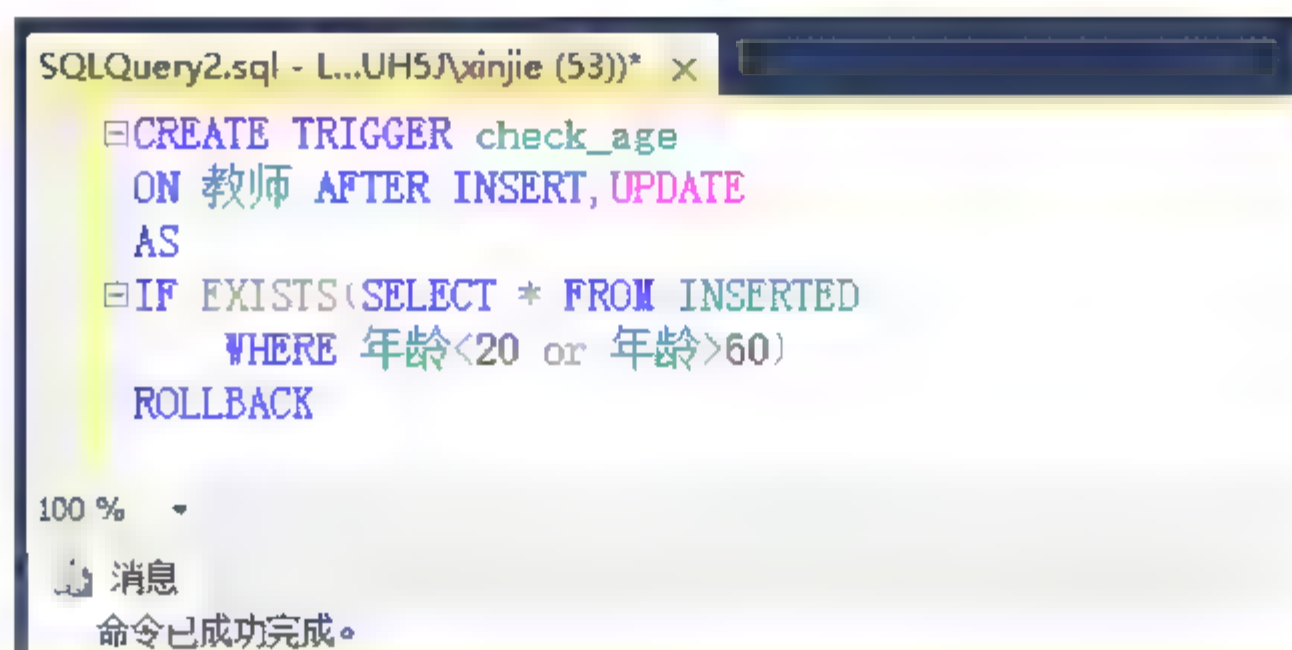 SQLQuery2.sql - L...UH5J\xinjie (53))* ×
CREATE TRIGGER check_age
ON 教师 AFTER INSERT,UPDATE
AS
IF EXISTS(SELECT * FROM INSERTED
WHERE 年龄<20 or 年龄>60)
ROLLBACK
100 %
消息
命令已成功完成。